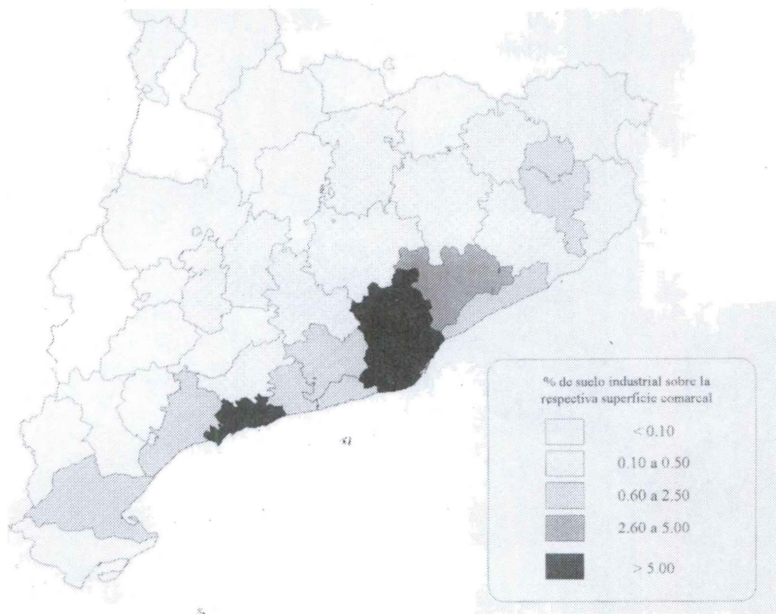 % de suelo industrial sobre la
respectiva superficie comarcal
< 0.10
0.10 a 0.50
0.60 a 2.50
2.60 a 5.00
> 5.00